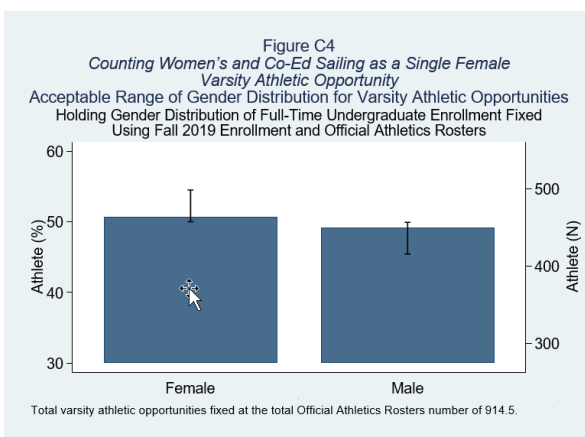 Figure C4
Counting Women's and Co-Ed Sailing as a Single Female
Varsity Athletic Opportunity
Acceptable Range of Gender Distribution for Varsity Athletic Opportunities
Holding Gender Distribution of Full-Time Undergraduate Enrollment Fixed
Using Fall 2019 Enrollment and Official Athletics Rosters
60
50
40
30
Athlete (%)
500
400
300
Athlete (N)
Female Male
Total varsity athletic opportunities fixed at the total Official Athletics Rosters number of 914.5.